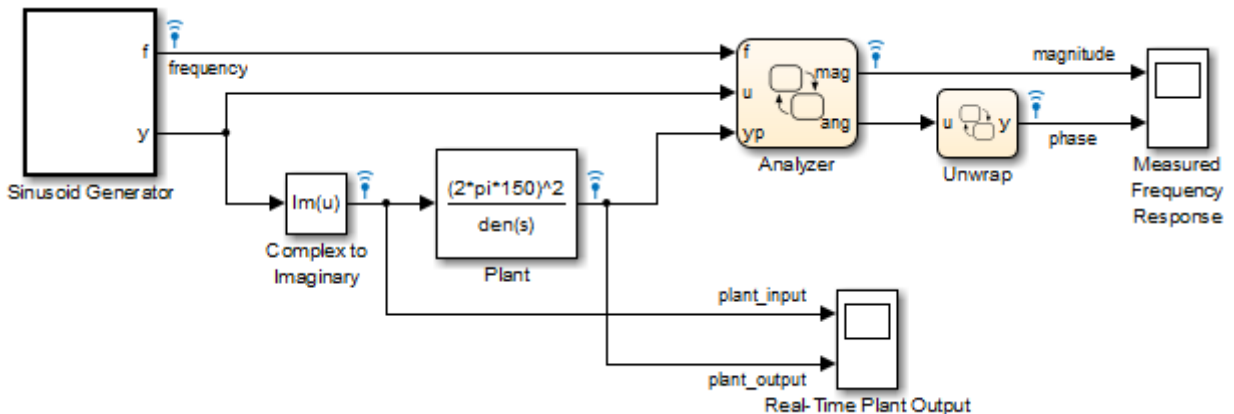 f
frequency
y
Sinusoid Generator
Im(u)
Complex to
Imaginary
(2*pi*150)^2
den(s)
Plant
f
u
yp
mag
ang
Analyzer
u
y
Unwrap
magnitude
phase
Measured
Frequency
Response
plant_input
plant_output
Real-Time Plant Output